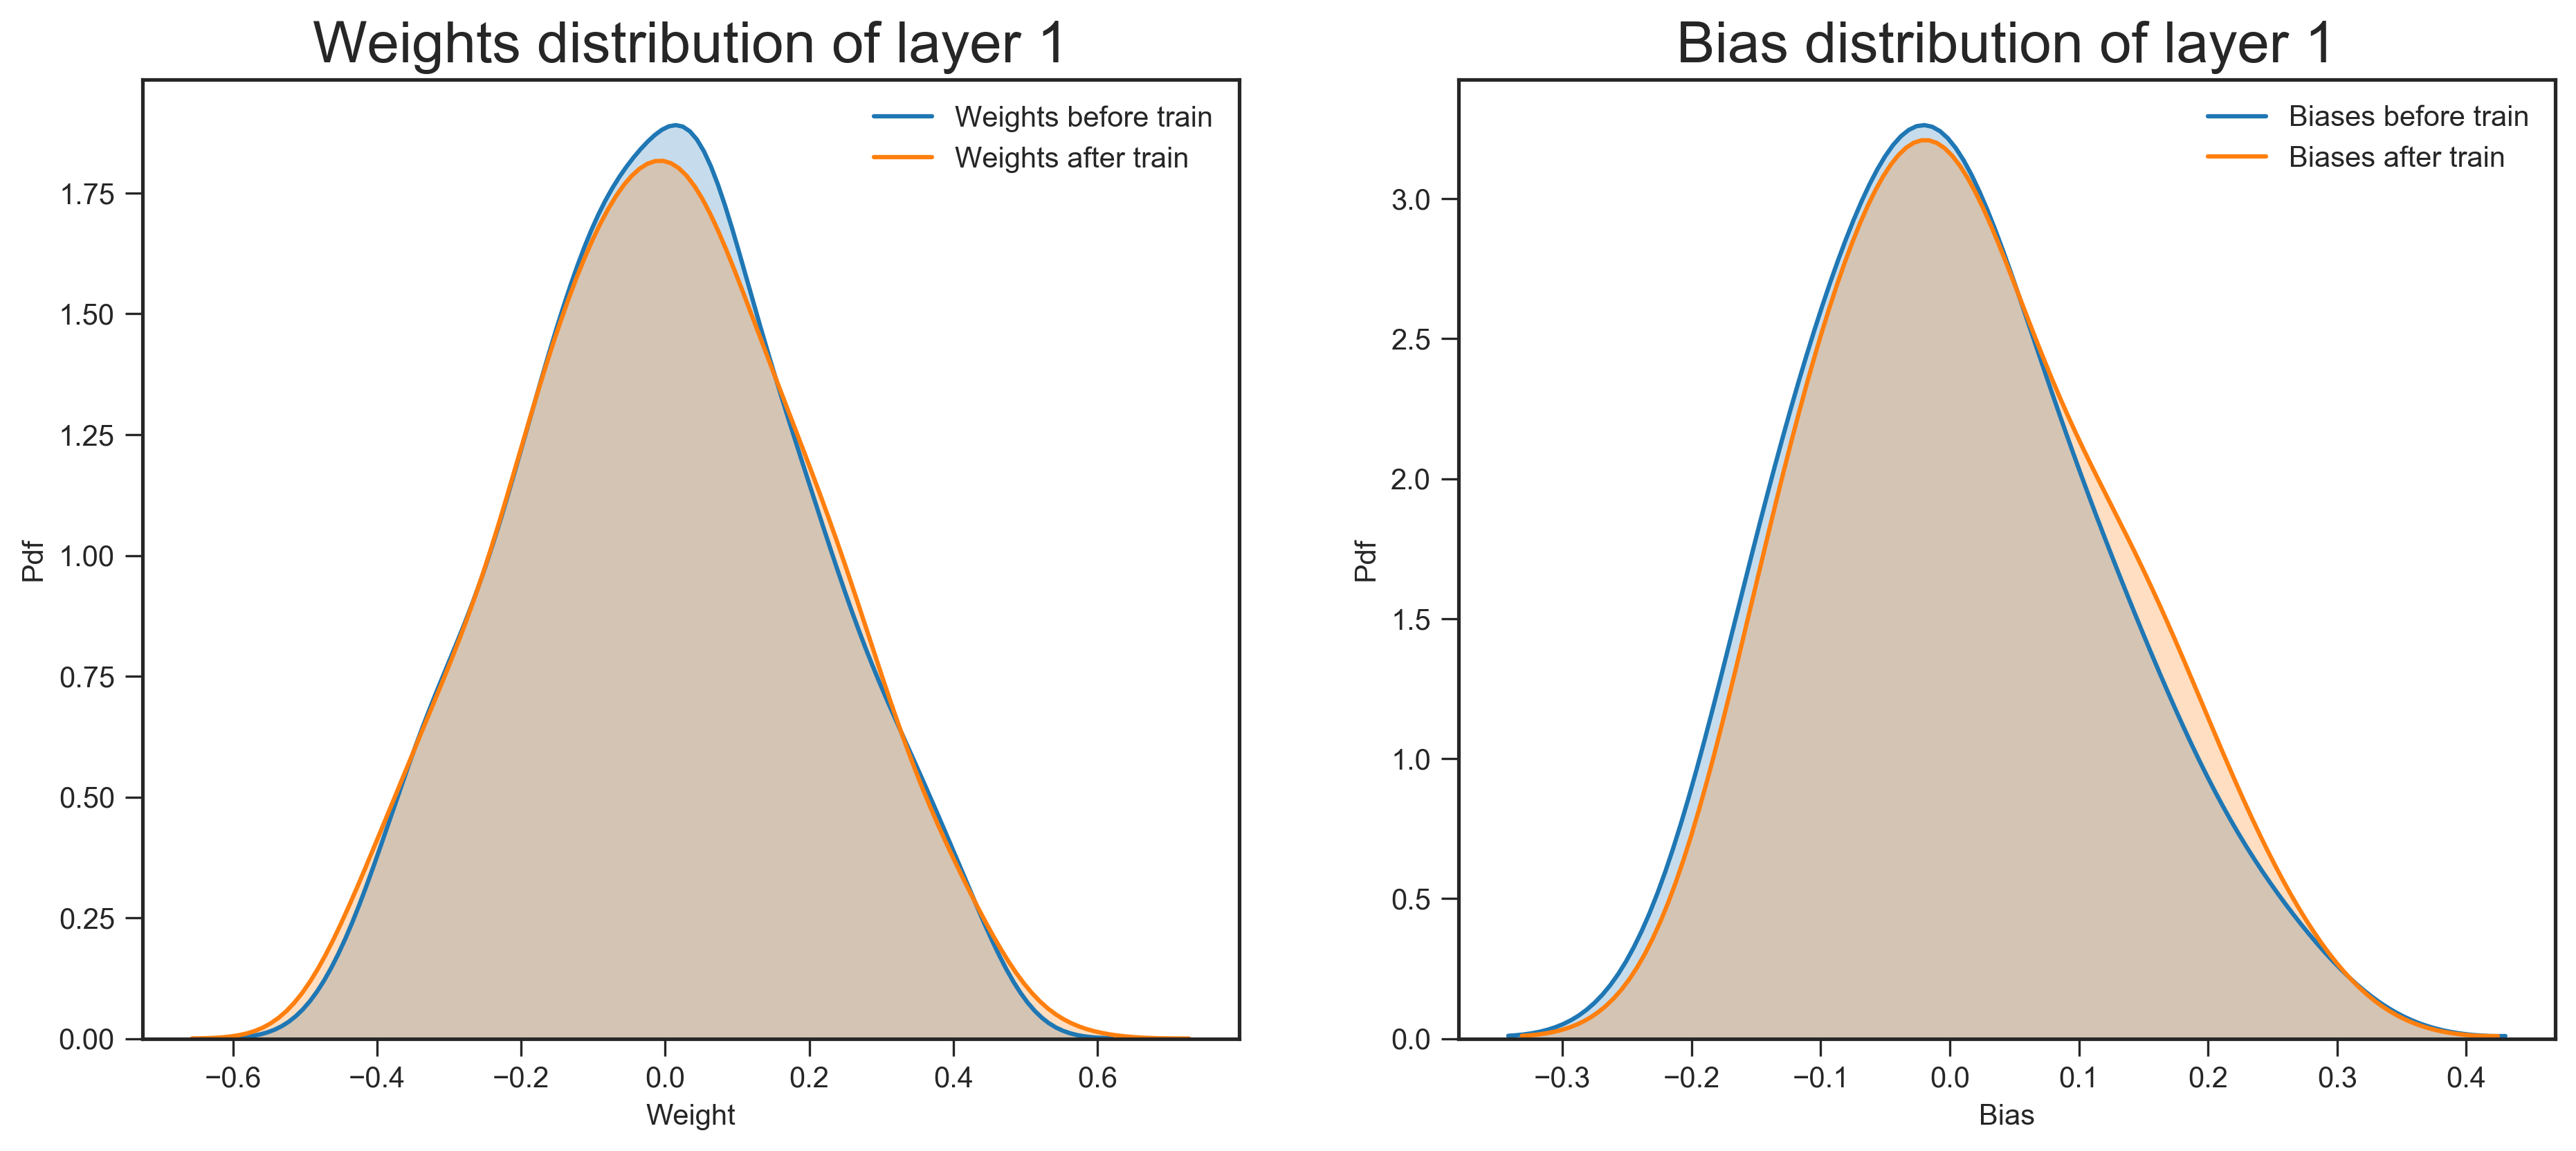 Weights distribution of layer 1
Weights before train
Weights after train
1.75
1.50
1.25
1.00
0.75
0.50
0.25
0.00
Pdf
−0.6 −0.4 −0.2 0.0 0.2 0.4 0.6
Weight
Bias distribution of layer 1
Biases before train
Biases after train
3.0
2.5
2.0
1.5
1.0
0.5
0.0
Pdf
−0.3 −0.2 −0.1 0.0 0.1 0.2 0.3 0.4
Bias